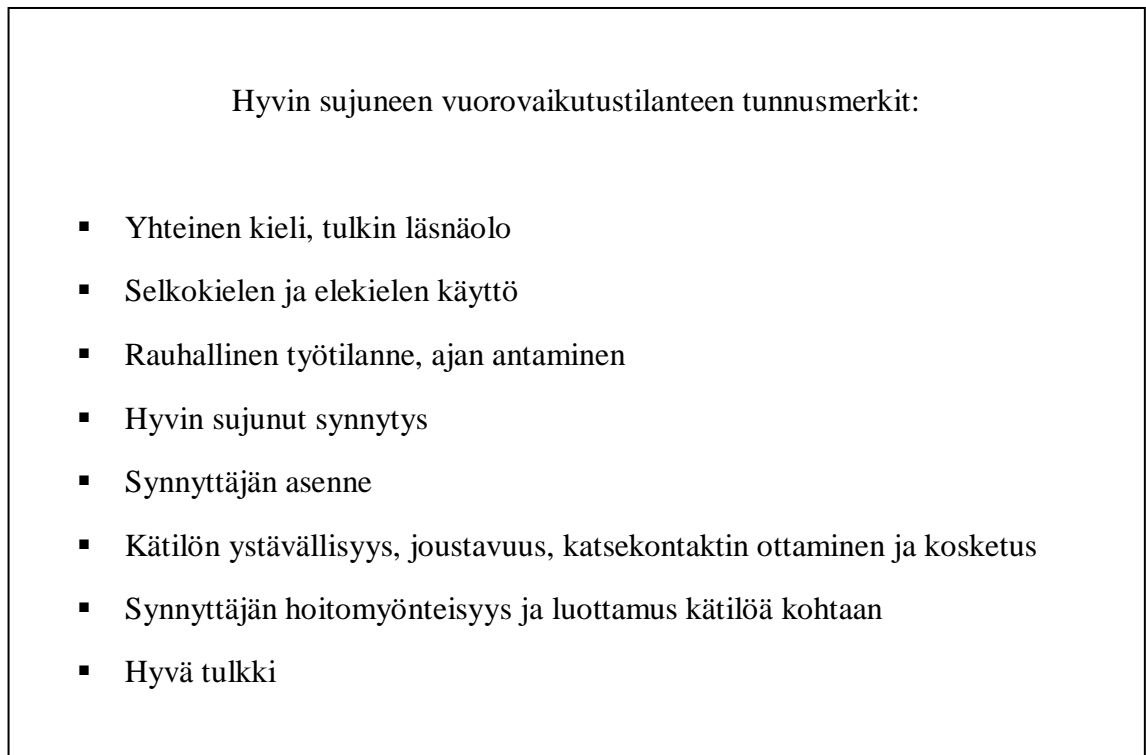 Hyvin sujuneen vuorovaikutustilanteen tunnusmerkit:
▪ Yhteinen kieli, tulkin läsnäolo
▪ Selkokielen ja elekielen käyttö
▪ Rauhallinen työtilanne, ajan antaminen
▪ Hyvin sujunut synnytys
▪ Synnyttäjän asenne
▪ Kätilön ystävällisyys, joustavuus, katsekontaktin ottaminen ja kosketus
▪ Synnyttäjän hoitomyönteisyys ja luottamus kätilöä kohtaan
▪ Hyvä tulkki